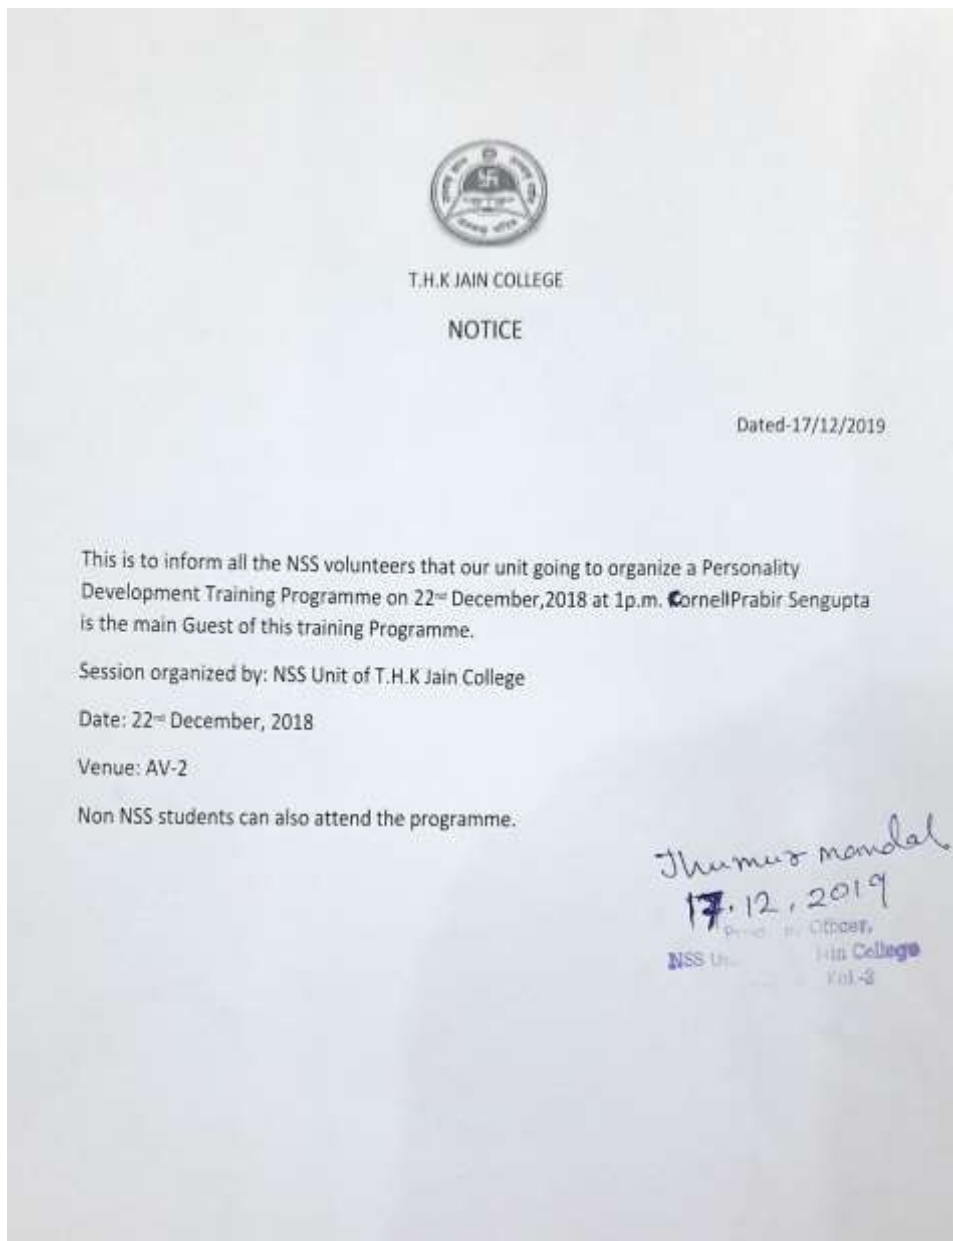 T.H.K JAIN COLLEGE
NOTICE
Dated-17/12/2019
This is to inform all the NSS volunteers that our unit going to organize a Personality
Development Training Programme on 22nd December,2018 at 1p.m. CornellPrabir Sengupta
is the main Guest of this training Programme.
Session organized by: NSS Unit of T.H.K Jain College
Date: 22nd December, 2018
Venue: AV-2
Non NSS students can also attend the programme.
Jhumur mandal
17.12.2019
Officer,
NSS College
Kol.-2